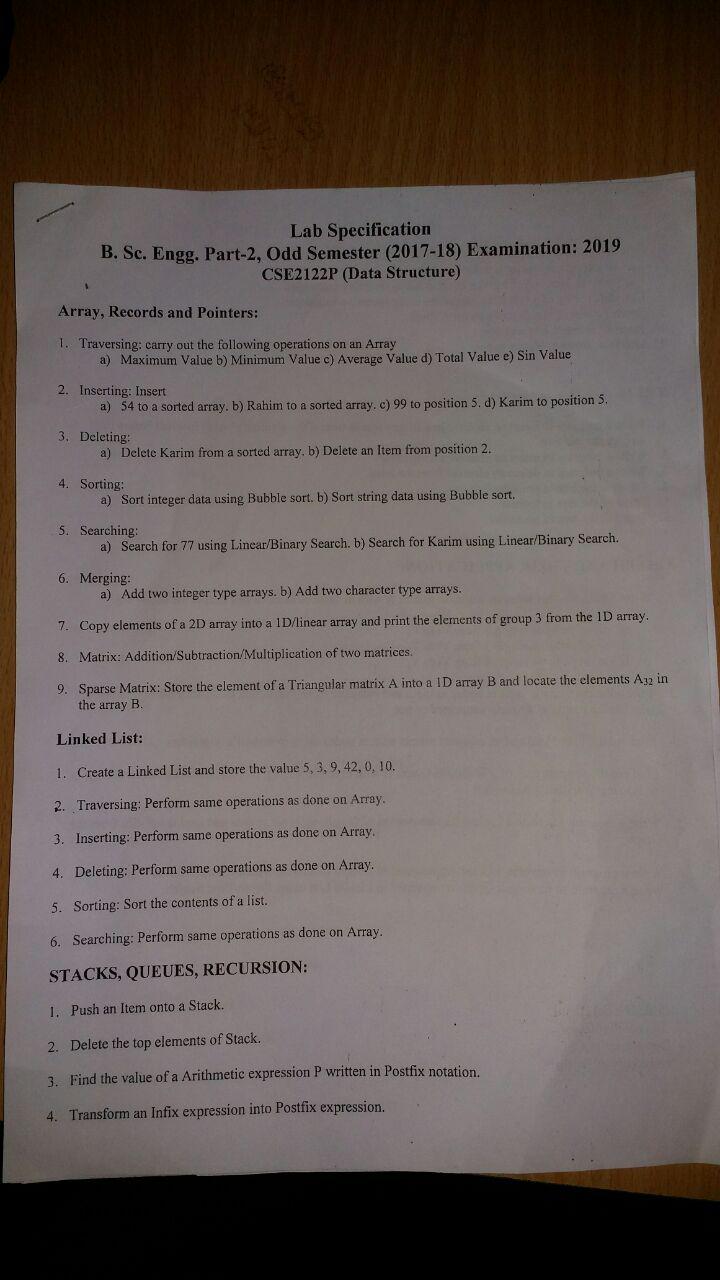 Lab Specification
B. Sc. Engg. Part-2, Odd Semester (2017-18) Examination: 2019
CSE2122P (Data Structure)
Array, Records and Pointers:
1. Traversing: carry out the following operations on an Array
a) Maximum Value b) Minimum Value c) Average Value d) Total Value e) Sin Value
2. Inserting: Insert
a) 54 to a sorted array. b) Rahim to a sorted array. c) 99 to position 5. d) Karim to position 5.
3. Deleting:
a) Delete Karim from a sorted array. b) Delete an Item from position 2.
4. Sorting:
a) Sort integer data using Bubble sort. b) Sort string data using Bubble sort.
5. Searching:
a) Search for 77 using Linear/Binary Search. b) Search for Karim using Linear/Binary Search.
6. Merging:
a) Add two integer type arrays. b) Add two character type arrays.
7. Copy elements of a 2D array into a 1D/linear array and print the elements of group 3 from the 1D array.
8. Matrix: Addition/Subtraction/Multiplication of two matrices.
9. Sparse Matrix: Store the element of a Triangular matrix A into a 1D array B and locate the elements A32 in
the array B.
Linked List:
1. Create a Linked List and store the value 5, 3, 9, 42, 0, 10.
2. Traversing: Perform same operations as done on Array.
3. Inserting: Perform same operations as done on Array.
4. Deleting: Perform same operations as done on Array.
5. Sorting: Sort the contents of a list.
6. Searching: Perform same operations as done on Array.
STACKS, QUEUES, RECURSION:
1. Push an Item onto a Stack.
2. Delete the top elements of Stack.
3. Find the value of a Arithmetic expression P written in Postfix notation.
4. Transform an Infix expression into Postfix expression.